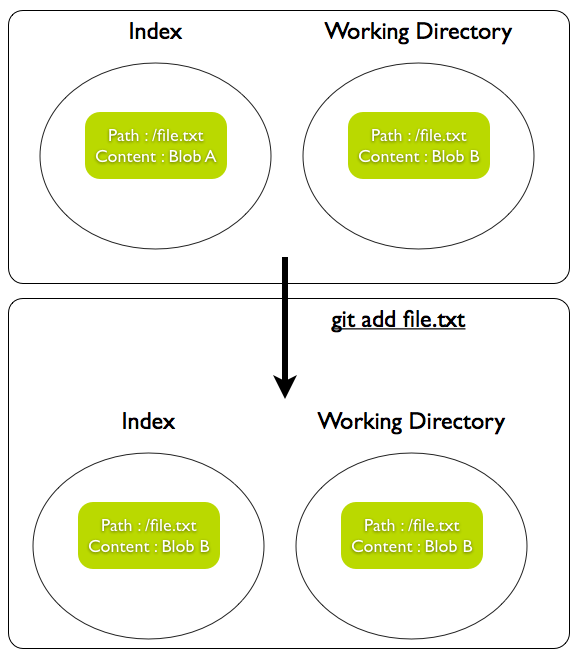 Index
Working Directory
Path : /file.txt
Content : Blob A
Path : /file.txt
Content : Blob B
git add file.txt
Index
Working Directory
Path : /file.txt
Content : Blob B
Path : /file.txt
Content : Blob B